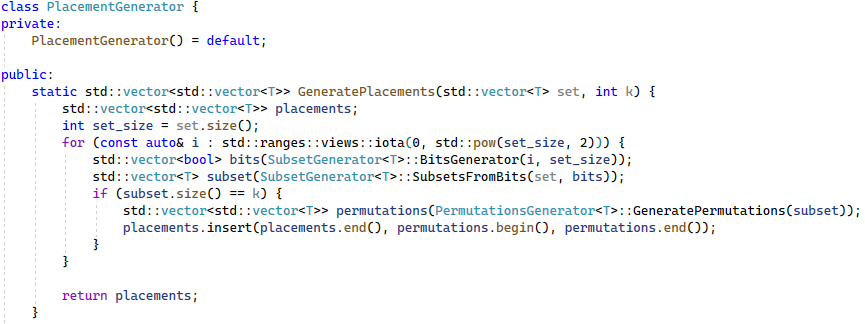 class PlacementGenerator {
private:
    PlacementGenerator() = default;

public:
    static std::vector<std::vector<T>> GeneratePlacements(std::vector<T> set, int k) {
        std::vector<std::vector<T>> placements;
        int set_size = set.size();
        for (const auto& i : std::ranges::views::iota(0, std::pow(set_size, 2))) {
            std::vector<bool> bits(SubsetGenerator<T>::BitsGenerator(i, set_size));
            std::vector<T> subset(SubsetGenerator<T>::SubsetsFromBits(set, bits));
            if (subset.size() == k) {
                std::vector<std::vector<T>> permutations(PermutationsGenerator<T>::GeneratePermutations(subset));
                placements.insert(placements.end(), permutations.begin(), permutations.end());
            }
        }

        return placements;
    }